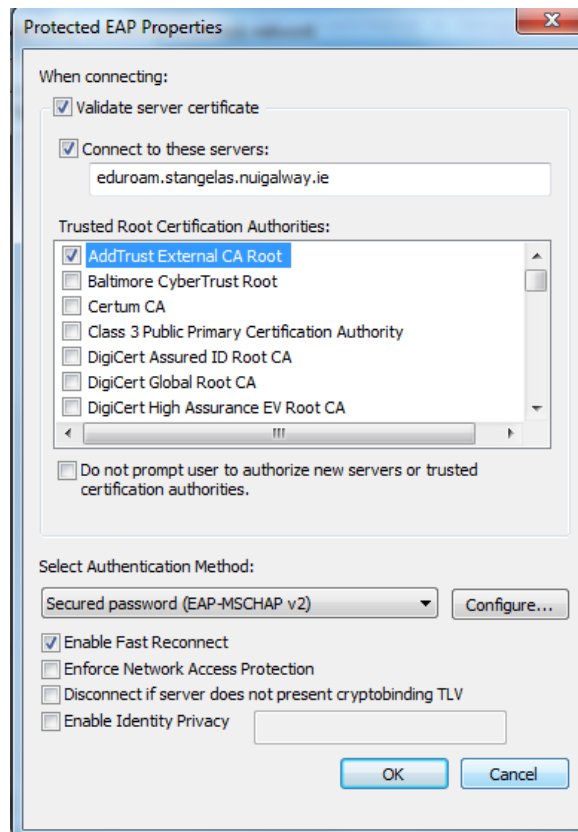 Protected EAP Properties
When connecting:
Validate server certificate
Connect to these servers:
eduroam.stangelas.nuigalway.ie
Trusted Root Certification Authorities:
AddTrust External CA Root
Baltimore CyberTrust Root
Certum CA
Class 3 Public Primary Certification Authority
DigiCert Assured ID Root CA
DigiCert Global Root CA
DigiCert High Assurance EV Root CA
Do not prompt user to authorize new servers or trusted
certification authorities.
Select Authentication Method:
Secured password (EAP-MSCHAP v2)
Configure...
Enable Fast Reconnect
Enforce Network Access Protection
Disconnect if server does not present cryptobinding TLV
Enable Identity Privacy
OK
Cancel